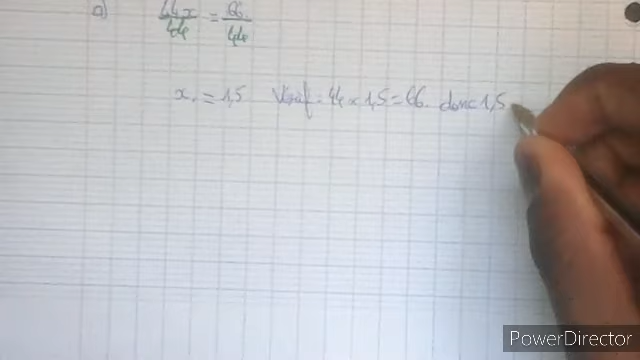 a) 44x/44 = 66/44
x = 1,5 Vérif : 44 × 1,5 = 66 donc 1,5
PowerDirector